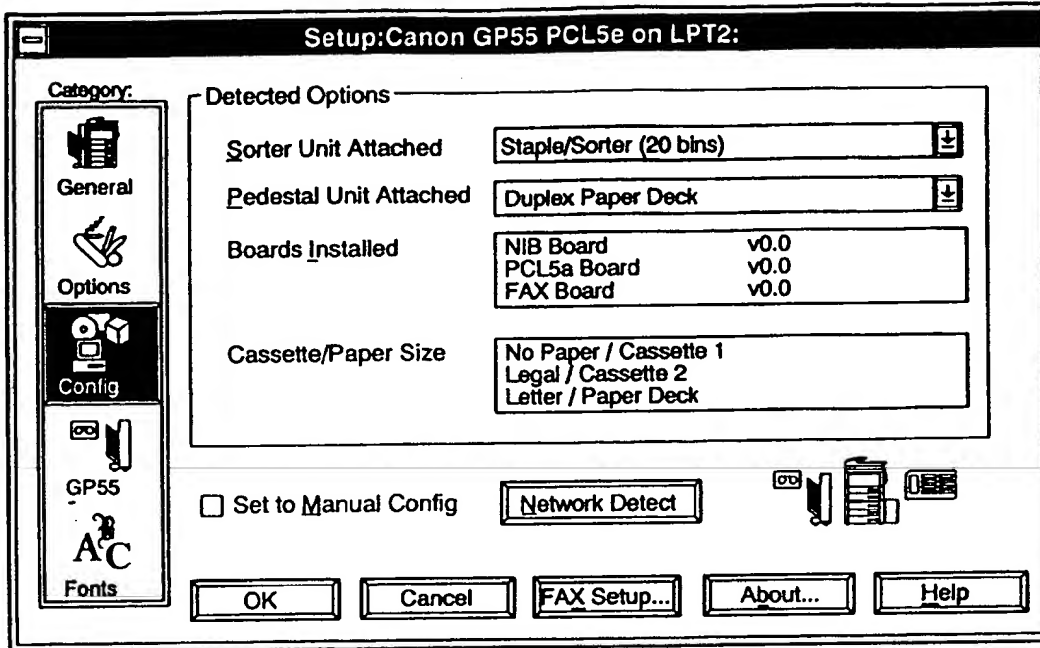 Setup:Canon GP55 PCL5e on LPT2:
Category:
General
Options
Config
GP55
Fonts
Detected Options
Sorter Unit Attached
Staple/Sorter (20 bins)
Pedestal Unit Attached
Duplex Paper Deck
Boards Installed
NIB Board v0.0
PCL5a Board v0.0
FAX Board v0.0
Cassette/Paper Size
No Paper / Cassette 1
Legal / Cassette 2
Letter / Paper Deck
Set to Manual Config
Network Detect
OK
Cancel
FAX Setup...
About...
Help